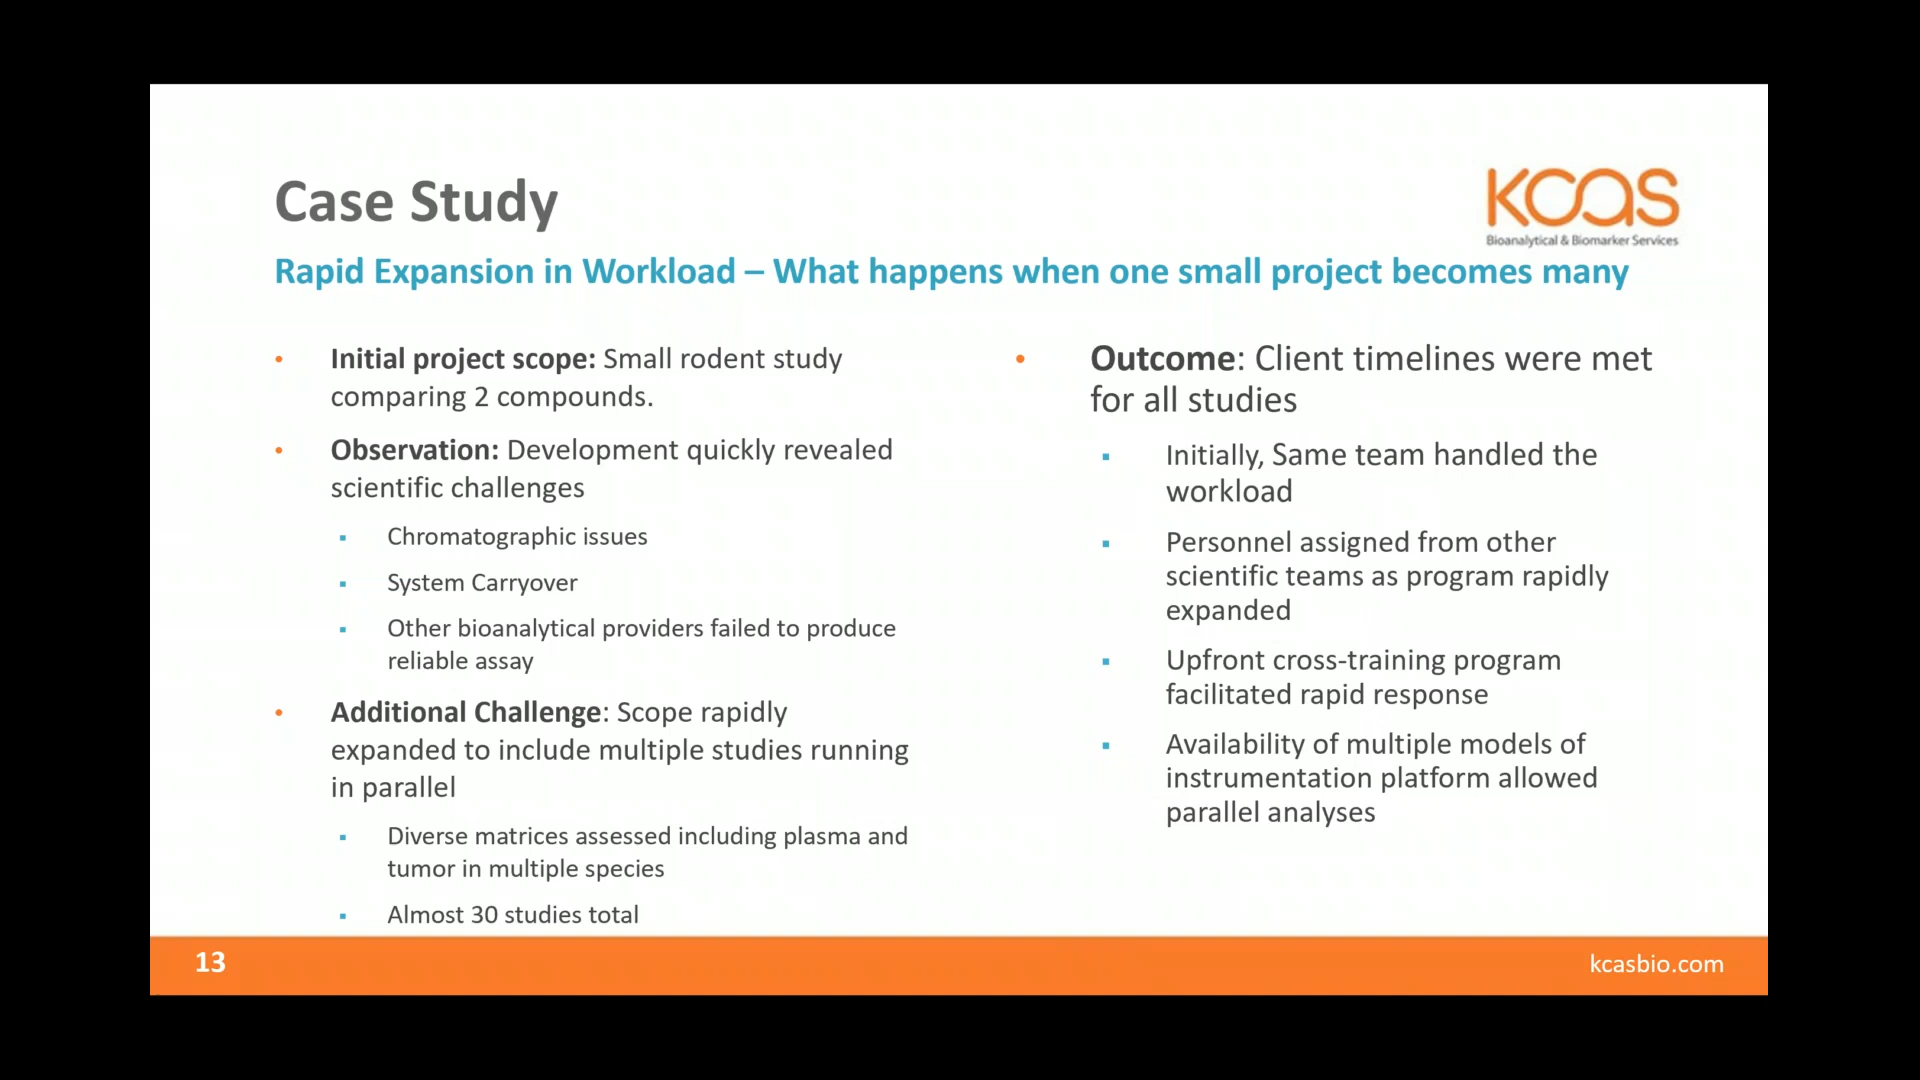 Case Study
KCAS
Bioanalytical & Biomarker Services
Rapid Expansion in Workload – What happens when one small project becomes many
• Initial project scope: Small rodent study
comparing 2 compounds.
• Observation: Development quickly revealed
scientific challenges
▪ Chromatographic issues
▪ System Carryover
▪ Other bioanalytical providers failed to produce
reliable assay
• Additional Challenge: Scope rapidly
expanded to include multiple studies running
in parallel
▪ Diverse matrices assessed including plasma and
tumor in multiple species
▪ Almost 30 studies total
• Outcome: Client timelines were met
for all studies
▪ Initially, Same team handled the
workload
▪ Personnel assigned from other
scientific teams as program rapidly
expanded
▪ Upfront cross-training program
facilitated rapid response
▪ Availability of multiple models of
instrumentation platform allowed
parallel analyses
13
kcasbio.com